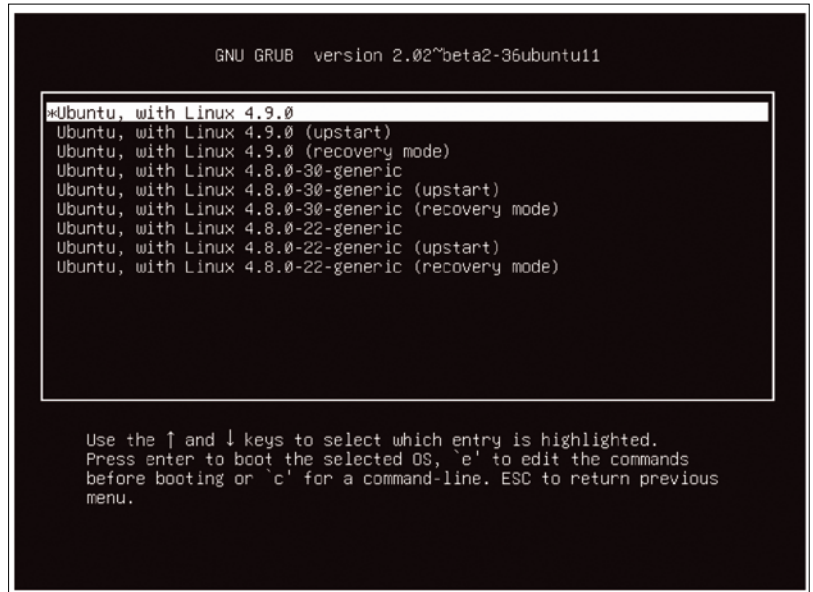 GNU GRUB version 2.02~beta2-36ubuntu11
*Ubuntu, with Linux 4.9.0
Ubuntu, with Linux 4.9.0 (upstart)
Ubuntu, with Linux 4.9.0 (recovery mode)
Ubuntu, with Linux 4.8.0-30-generic
Ubuntu, with Linux 4.8.0-30-generic (upstart)
Ubuntu, with Linux 4.8.0-30-generic (recovery mode)
Ubuntu, with Linux 4.8.0-22-generic
Ubuntu, with Linux 4.8.0-22-generic (upstart)
Ubuntu, with Linux 4.8.0-22-generic (recovery mode)
Use the ↑ and ↓ keys to select which entry is highlighted.
Press enter to boot the selected OS, `e' to edit the commands
before booting or `c' for a command-line. ESC to return previous
menu.